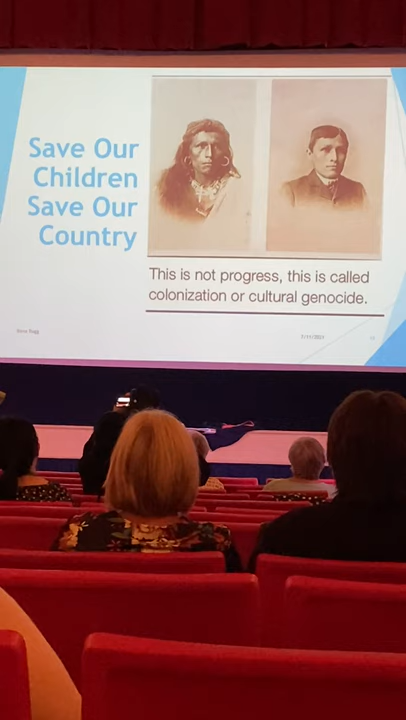 Save Our
Children
Save Our
Country
This is not progress, this is called
colonization or cultural genocide.